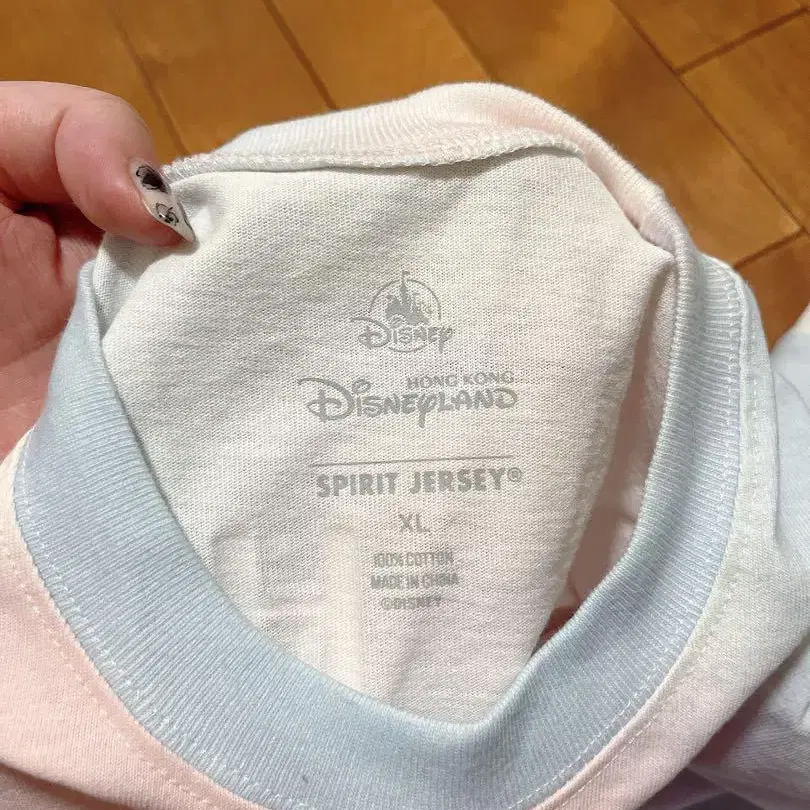 Disney
HONG KONG
Disneyland
SPIRIT JERSEY®
XL
100% COTTON
MADE IN CHINA
©DISNEY